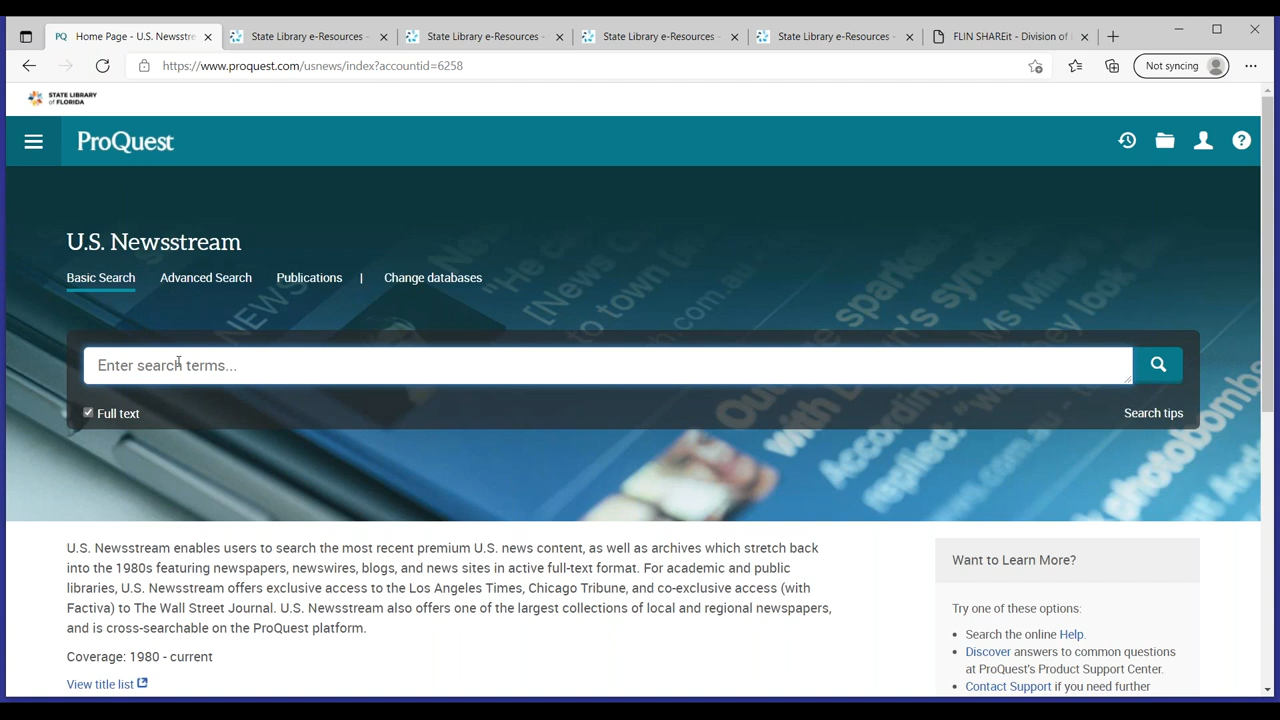 Home Page - U.S. Newsstre
State Library e-Resources -
State Library e-Resources -
State Library e-Resources -
State Library e-Resources -
FLIN SHAREit - Division of
https://www.proquest.com/usnews/index?accountid=6258
Not syncing
STATE LIBRARY
of FLORIDA
ProQuest
U.S. Newsstream
Basic Search
Advanced Search
Publications
|
Change databases
Enter search terms...
Full text
Search tips
U.S. Newsstream enables users to search the most recent premium U.S. news content, as well as archives which stretch back
into the 1980s featuring newspapers, newswires, blogs, and news sites in active full-text format. For academic and public
libraries, U.S. Newsstream offers exclusive access to the Los Angeles Times, Chicago Tribune, and co-exclusive access (with
Factiva) to The Wall Street Journal. U.S. Newsstream also offers one of the largest collections of local and regional newspapers,
and is cross-searchable on the ProQuest platform.
Coverage: 1980 - current
View title list
Want to Learn More?
Try one of these options:
Search the online Help.
Discover answers to common questions
at ProQuest's Product Support Center.
Contact Support if you need further